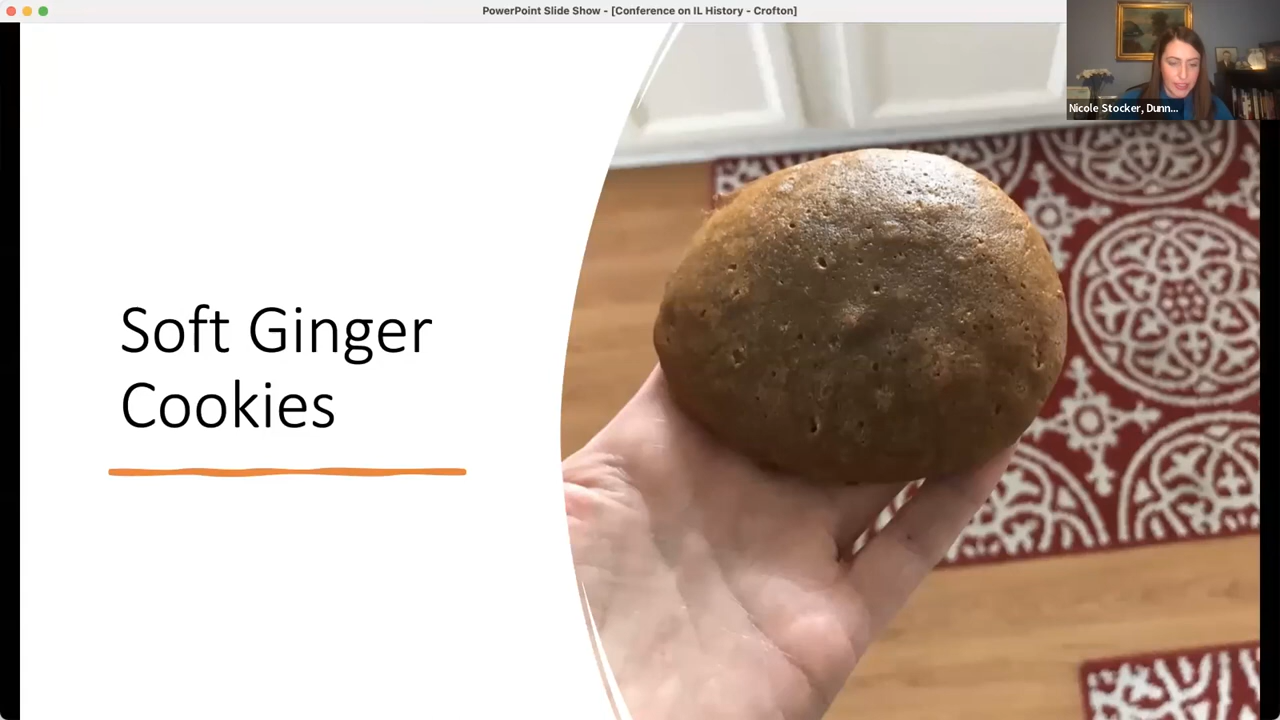 PowerPoint Slide Show - [Conference on IL History - Crofton]
Nicole Stocker, Dunn...
Soft Ginger
Cookies